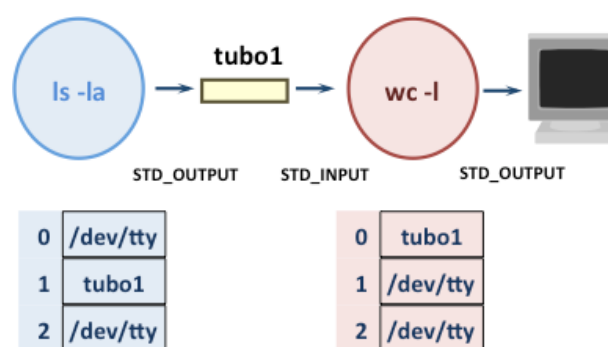 tubo1
ls -la
wc -l
STD_OUTPUT STD_INPUT STD_OUTPUT
0 /dev/tty
1 tubo1
2 /dev/tty
0 tubo1
1 /dev/tty
2 /dev/tty